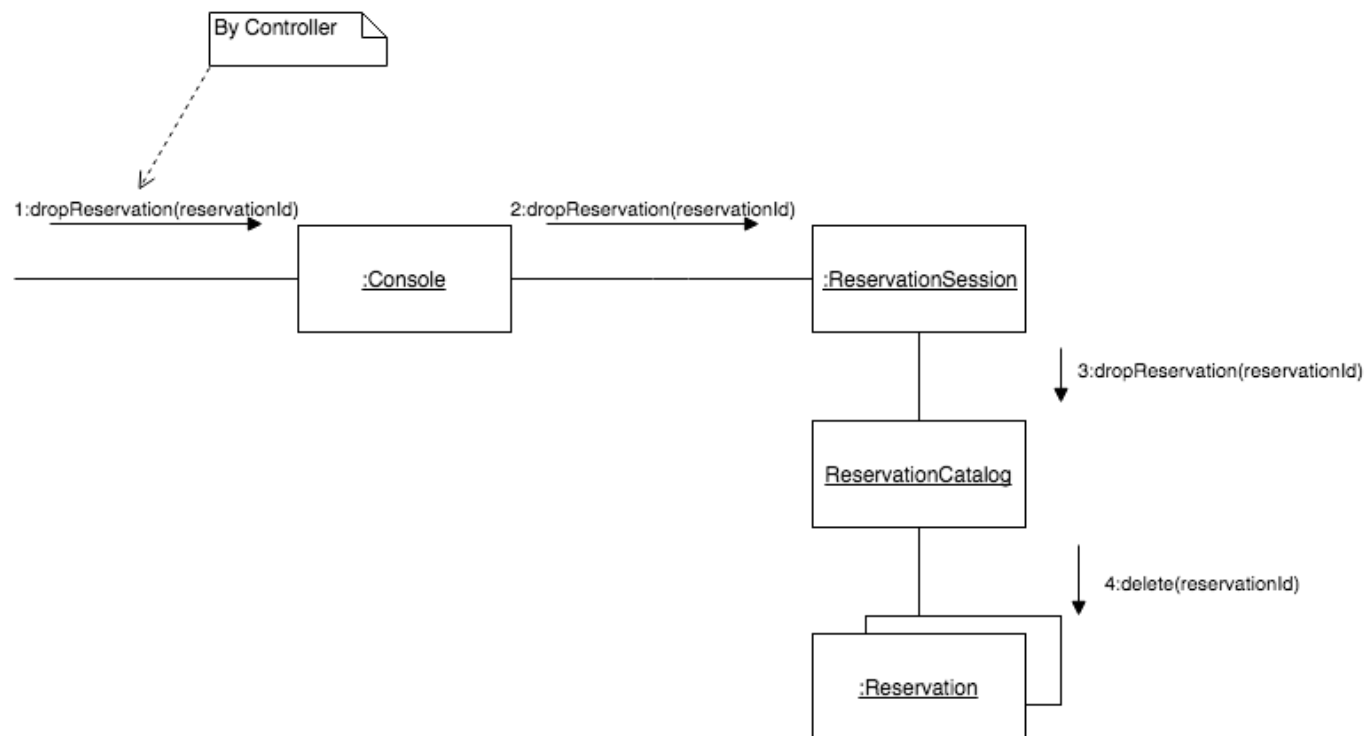 By Controller
1:dropReservation(reservationId)
2:dropReservation(reservationId)
:Console
:ReservationSession
3:dropReservation(reservationId)
ReservationCatalog
4:delete(reservationId)
:Reservation